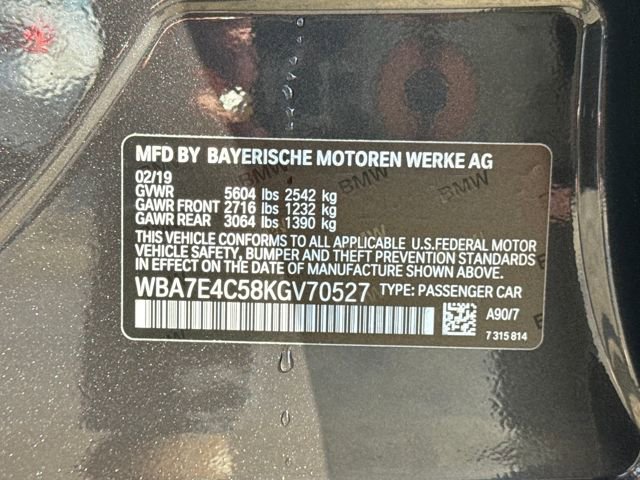 MFD BY BAYERISCHE MOTOREN WERKE AG
02/19
GVWR 5604 lbs 2542 kg
GAWR FRONT 2716 lbs 1232 kg
GAWR REAR 3064 lbs 1390 kg
THIS VEHICLE CONFORMS TO ALL APPLICABLE U.S.FEDERAL MOTOR
VEHICLE SAFETY, BUMPER AND THEFT PREVENTION STANDARDS
IN EFFECT ON THE DATE OF MANUFACTURE SHOWN ABOVE.
WBA7E4C58KGV70527 TYPE: PASSENGER CAR
A90/7
7 315 814
BMW
BMW
BMW